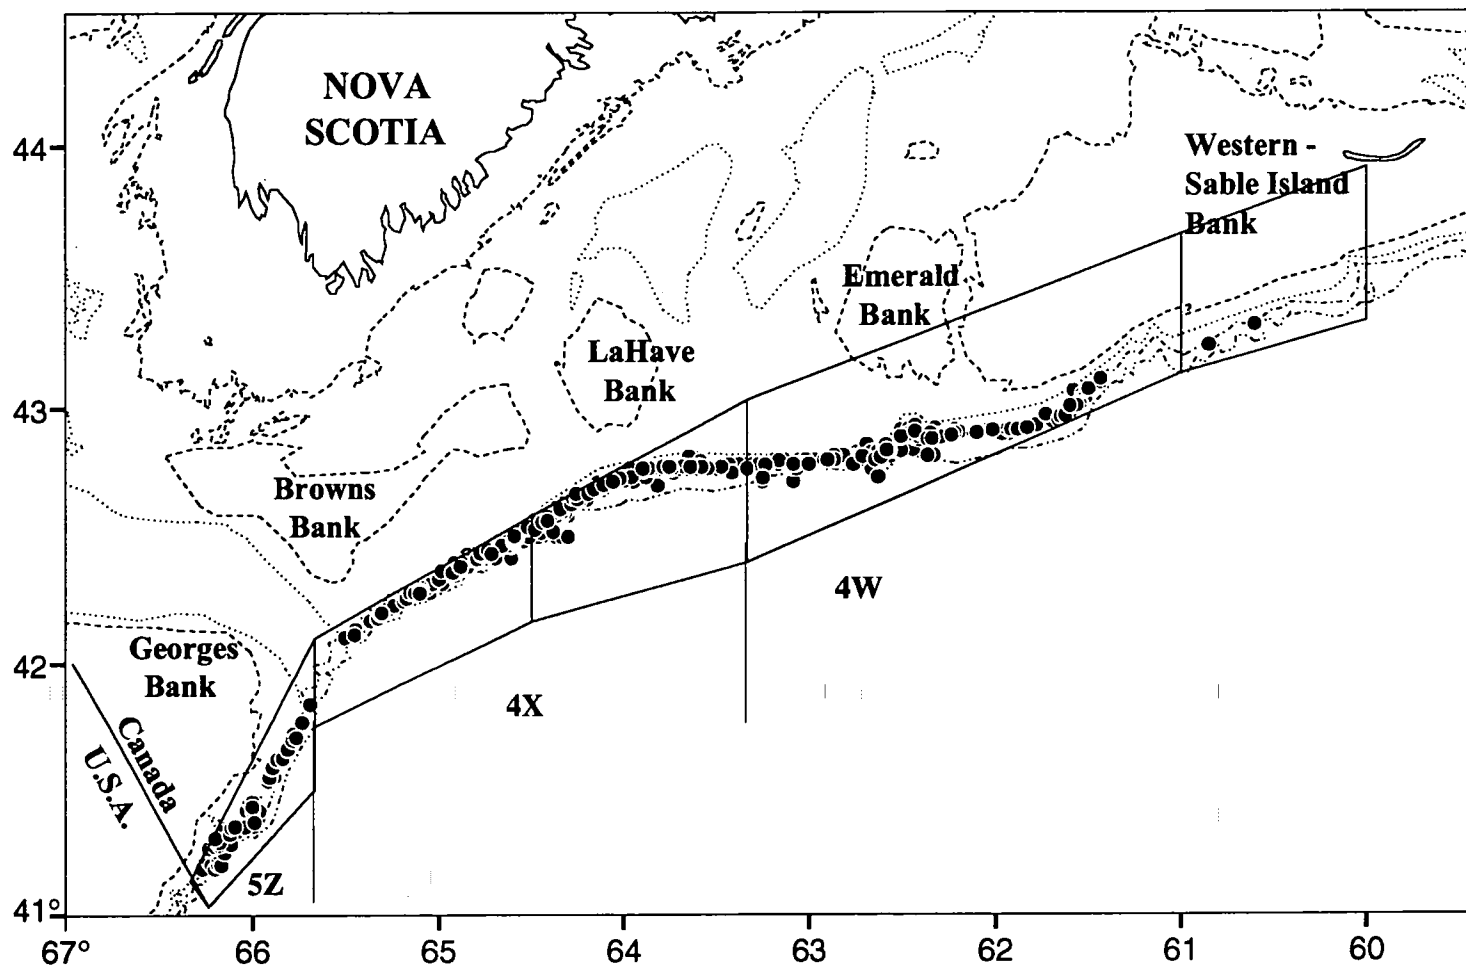 NOVA
SCOTIA
44
Western -
Sable Island
Bank
Emerald
Bank
LaHave
Bank
43
Browns
Bank
4W
42
Georges
Bank
4X
Canada
U.S.A.
5Z
41°
67° 66 65 64 63 62 61 60